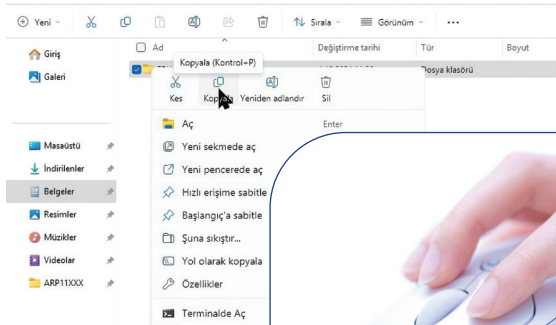 Yeni
Sırala
Görünüm
Giriş
Galeri
Masaüstü
İndirilenler
Belgeler
Resimler
Müzikler
Videolar
ARP11XXX
Ad
Değiştirme tarihi
Tür
Boyut
Kopyala (Kontrol+P)
Dosya klasörü
Kes
Kopyala
Yeniden adlandır
Sil
Aç
Enter
Yeni sekmede aç
Yeni pencerede aç
Hızlı erişime sabitle
Başlangıç'a sabitle
Şuna sıkıştır...
Yol olarak kopyala
Özellikler
Terminalde Aç